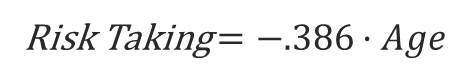 Risk Taking= −.386 · Age